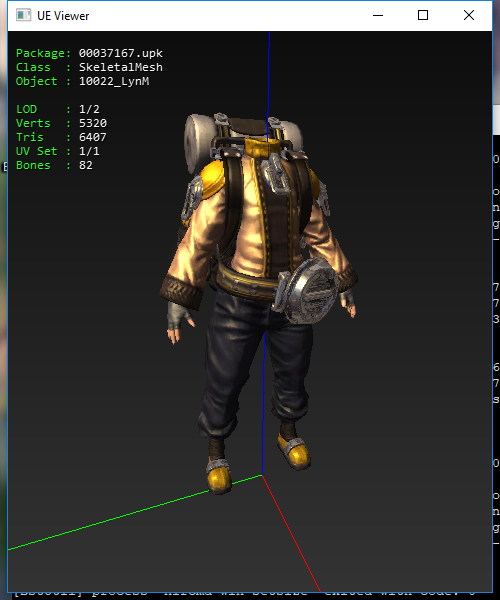 UE Viewer
Package: 00037167.upk
Class : SkeletalMesh
Object : 10022_LynM
LOD : 1/2
Verts : 5320
Tris : 6407
UV Set : 1/1
Bones : 82